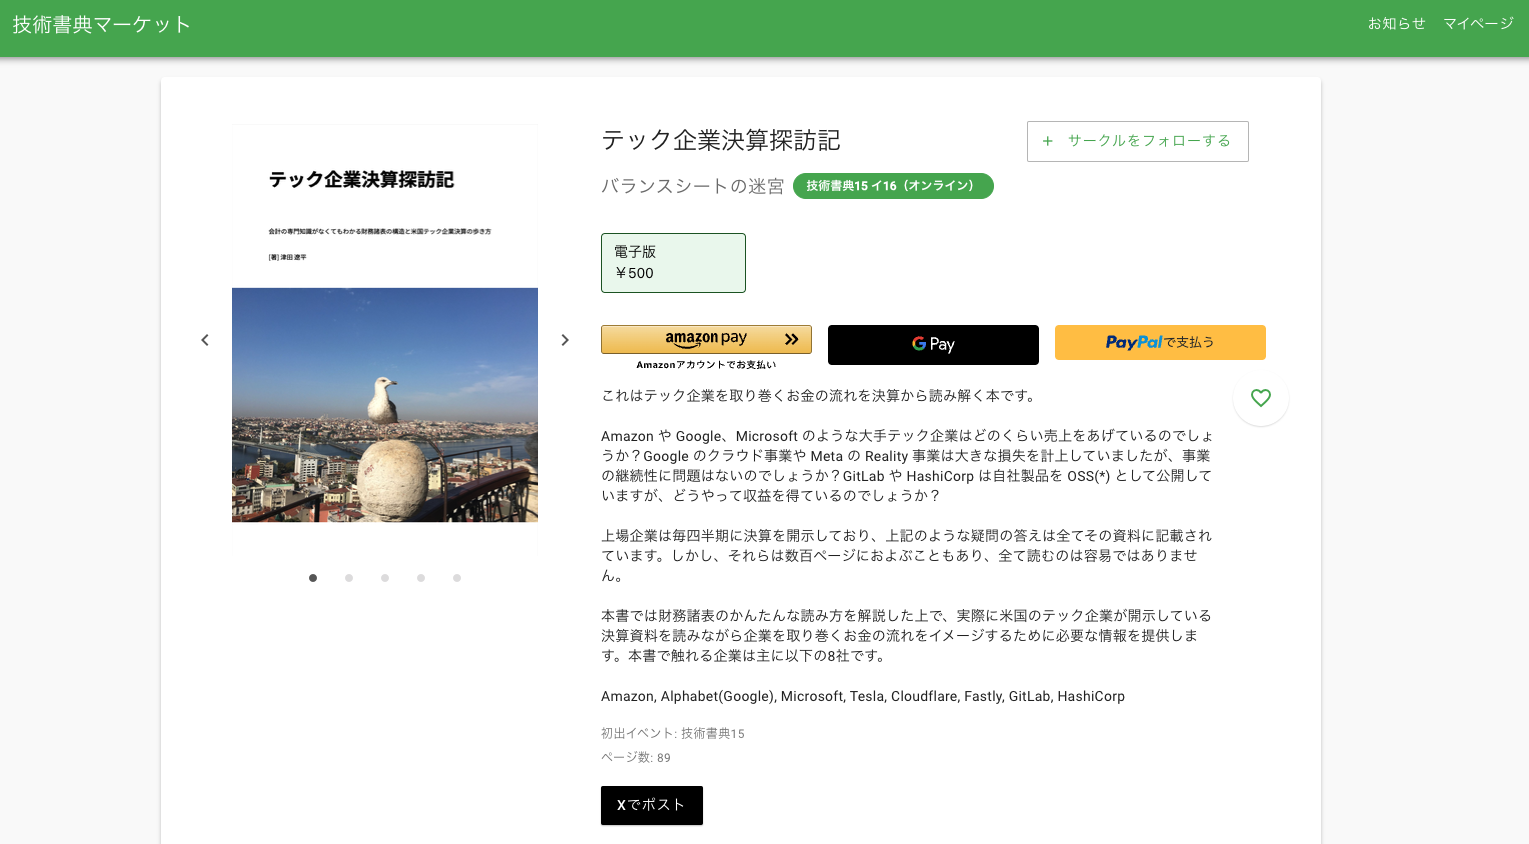 技術書典マーケット
お知らせ マイページ
テック企業決算探訪記
会計の専門知識がなくてもわかる財務諸表の構造と米国テック企業決算の歩き方
[著] 津田 遼平
テック企業決算探訪記
+ サークルをフォローする
バランスシートの迷宮 技術書典15 イ16（オンライン）
電子版
￥500
amazon pay
Amazonアカウントでお支払い
G Pay
PayPalで支払う
これはテック企業を取り巻くお金の流れを決算から読み解く本です。
Amazon や Google、Microsoft のような大手テック企業はどのくらい売上をあげているのでしょ
うか？Google のクラウド事業や Meta の Reality 事業は大きな損失を計上していましたが、事業
の継続性に問題はないのでしょうか？GitLab や HashiCorp は自社製品を OSS(*) として公開して
いますが、どうやって収益を得ているのでしょうか？
上場企業は毎四半期に決算を開示しており、上記のような疑問の答えは全てその資料に記載され
ています。しかし、それらは数百ページにおよぶこともあり、全て読むのは容易ではありませ
ん。
本書では財務諸表のかんたんな読み方を解説した上で、実際に米国のテック企業が開示している
決算資料を読みながら企業を取り巻くお金の流れをイメージするために必要な情報を提供しま
す。本書で触れる企業は主に以下の8社です。
Amazon, Alphabet(Google), Microsoft, Tesla, Cloudflare, Fastly, GitLab, HashiCorp
初出イベント: 技術書典15
ページ数: 89
Xでポスト